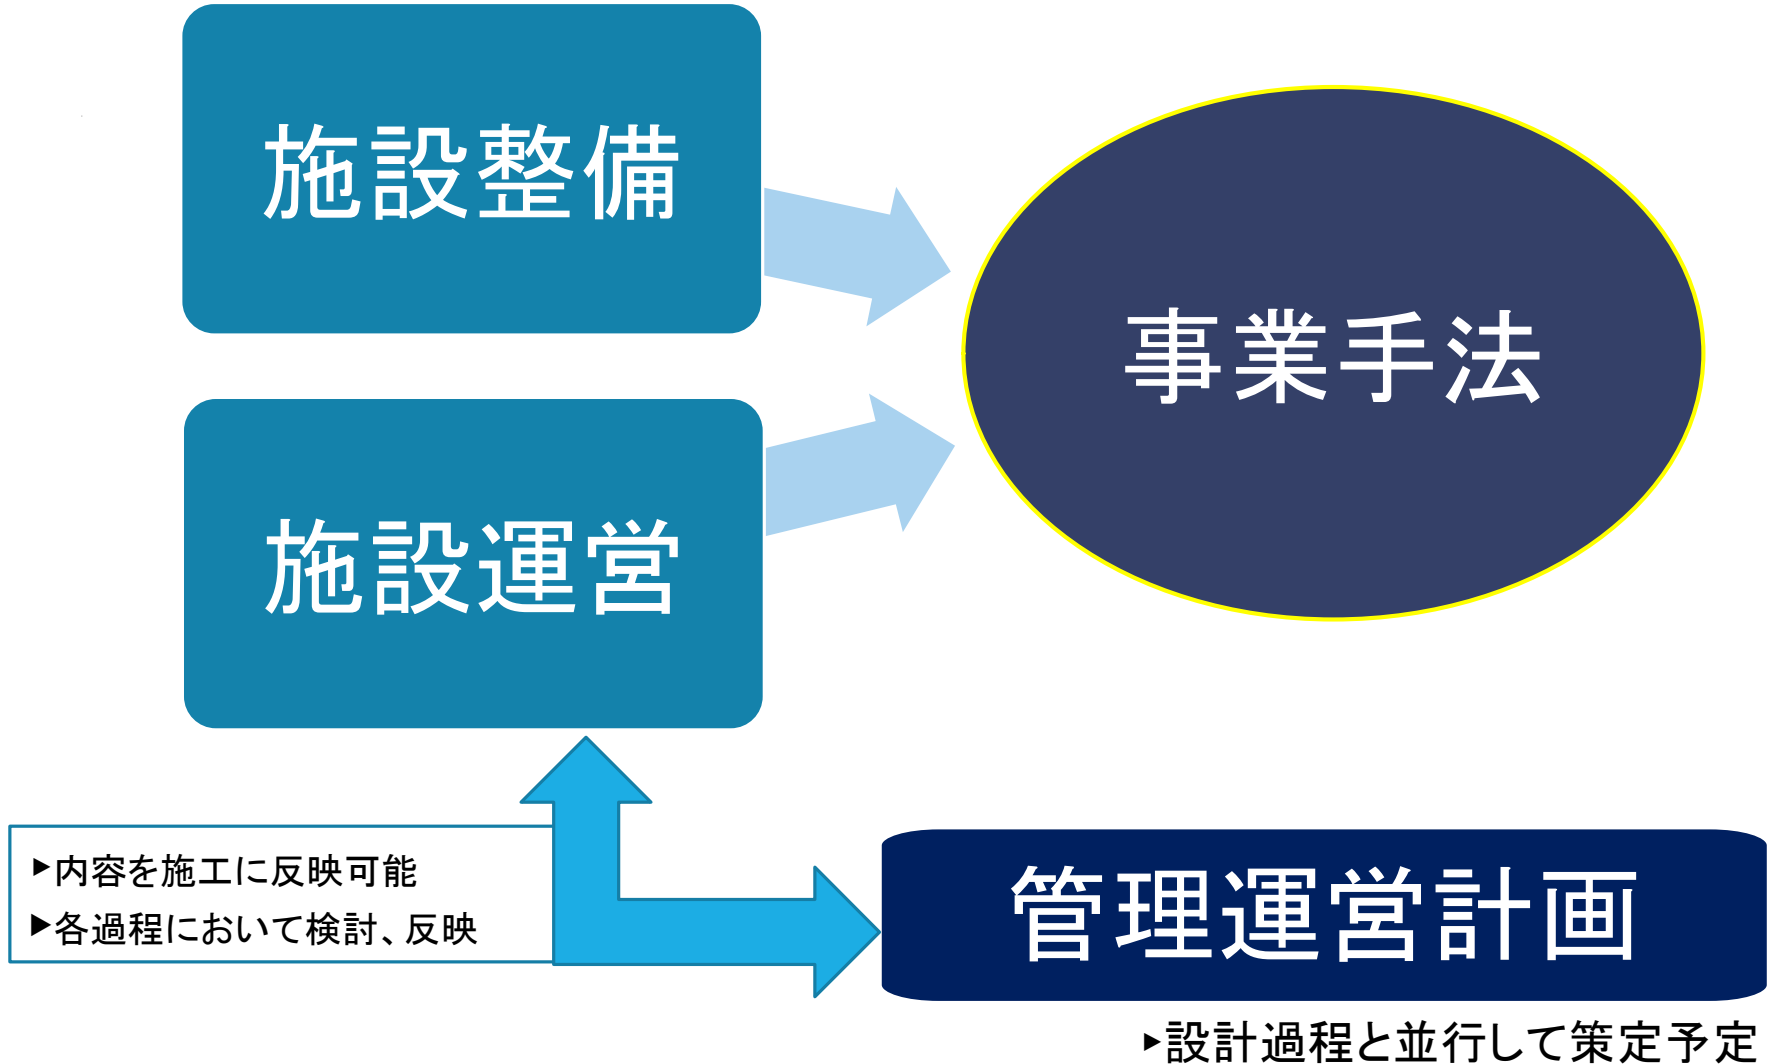 施設整備
事業手法
施設運営
▶内容を施工に反映可能
▶各過程において検討、反映
管理運営計画
▶設計過程と並行して策定予定